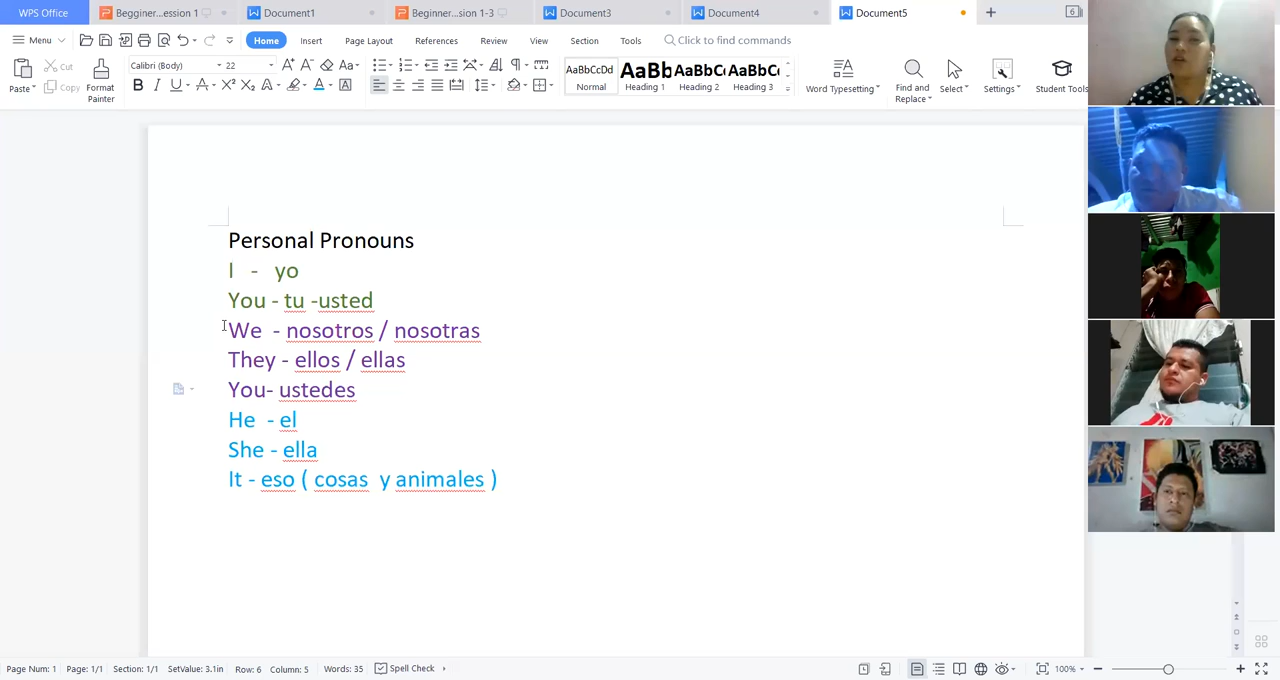 WPS Office Begginer...ession 1 Document1 Beginner...sion 1-3 Document3 Document4 Document5 6
Menu Home Insert Page Layout References Review View Section Tools Click to find commands
Calibri (Body) 22 AaBbCcDd AaBb AaBbC AaBbC
Paste Cut Copy Format Painter Normal Heading 1 Heading 2 Heading 3 Word Typesetting Find and Replace Select Settings Student Tools
Personal Pronouns
I - yo
You - tu -usted
We - nosotros / nosotras
They - ellos / ellas
You- ustedes
He - el
She - ella
It - eso ( cosas y animales )
Page Num: 1 Page: 1/1 Section: 1/1 SetValue: 3.1in Row: 6 Column: 5 Words: 35 Spell Check 100%